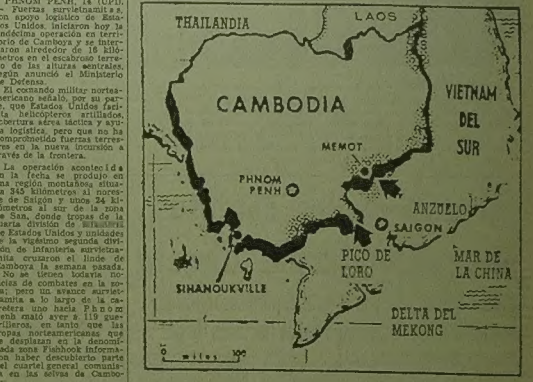 PHNOM PENH, 14 (UPI).
- Fuerzas survietnamitas,
con apoyo logístico de Esta-
dos Unidos, iniciaron hoy la
undécima operación en terri-
torio de Camboya y se inter-
naron alrededor de 16 kiló-
metros en el escabroso terre-
no de las alturas centrales,
según anunció el Ministerio
de Defensa.
El comando militar nortea-
mericano señaló, por su par-
te, que Estados Unidos faci-
lita helicópteros artillados,
cobertura aérea táctica y ayu-
da logística, pero que no ha
comprometido fuerzas terres-
tres en la nueva incursión a
través de la frontera.
La operación acontecida
en la fecha se produjo en
una región montañosa situa-
da 345 kilómetros al nores-
te de Saigón y unos 24 ki-
lómetros al sur de la zona
de San, donde tropas de la
cuarta división de
de Estados Unidos y unidades
de la vigésimo segunda divi-
sión de infantería survietna-
mita cruzaron el linde de
Camboya la semana pasada.
No se tienen todavía no-
ticias de combates en la zo-
na; pero un avance surviet-
namita a lo largo de la ca-
rretera uno hacia Phnom
Penh mató ayer a 119 gue-
rrilleros, en tanto que las
tropas norteamericanas que
se desplazan en la denomi-
nada zona Fishhook informa-
ron haber descubierto parte
del cuartel general comunis-
ta en las selvas de Cambo-
THAILANDIA
LAOS
CAMBODIA
VIETNAM
DEL
SUR
MEMOT
PHNOM
PENH
ANZUELO
SAIGON
PICO DE
LORO
MAR DE
LA CHINA
SIHANOUKVILLE
DELTA DEL
MEKONG
0 miles 100